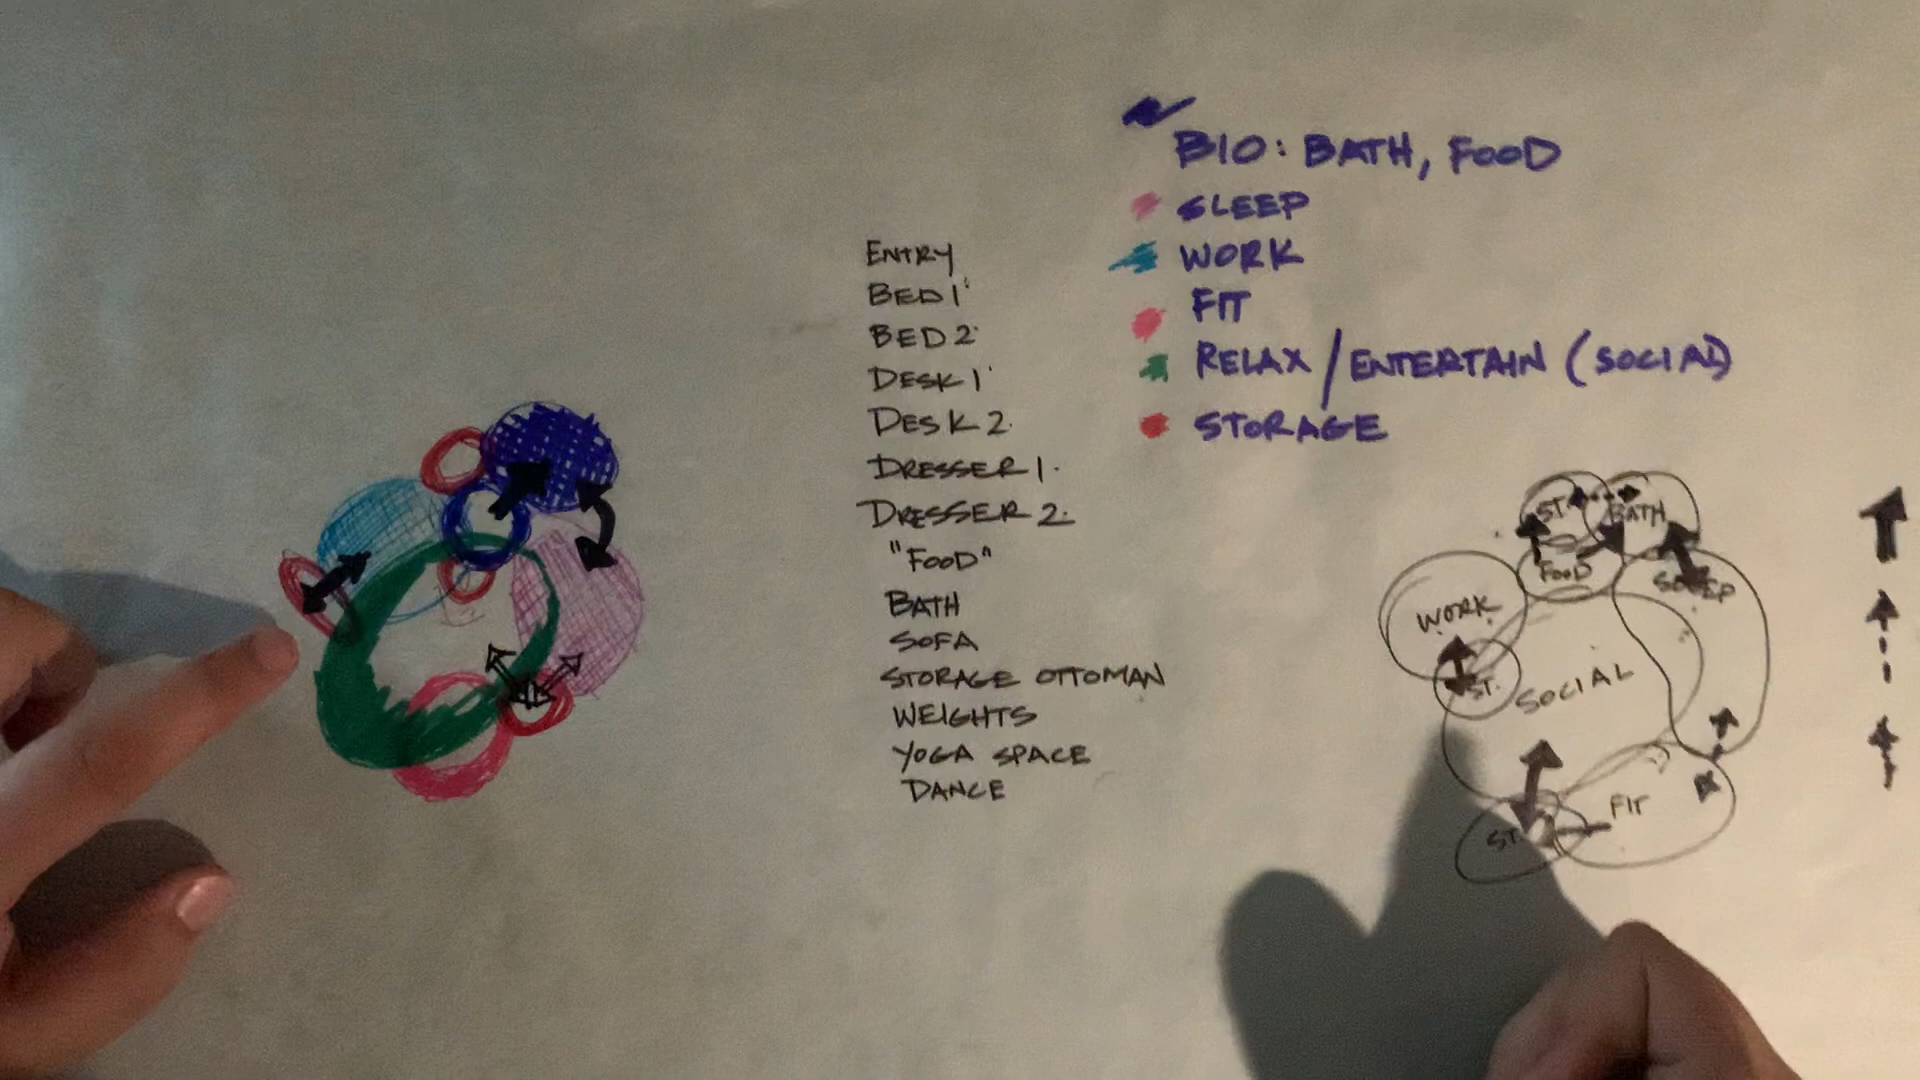 BIO: BATH, FOOD
SLEEP
WORK
FIT
RELAX / ENTERTAIN (SOCIAL)
STORAGE
ENTRY
BED 1
BED 2
DESK 1
DESK 2.
DRESSER 1.
DRESSER 2.
"FOOD"
BATH
SOFA
STORAGE OTTOMAN
WEIGHTS
YOGA SPACE
DANCE
ST. BATH
FOOD
SLEEP
WORK
ST.
SOCIAL
FIT
ST.